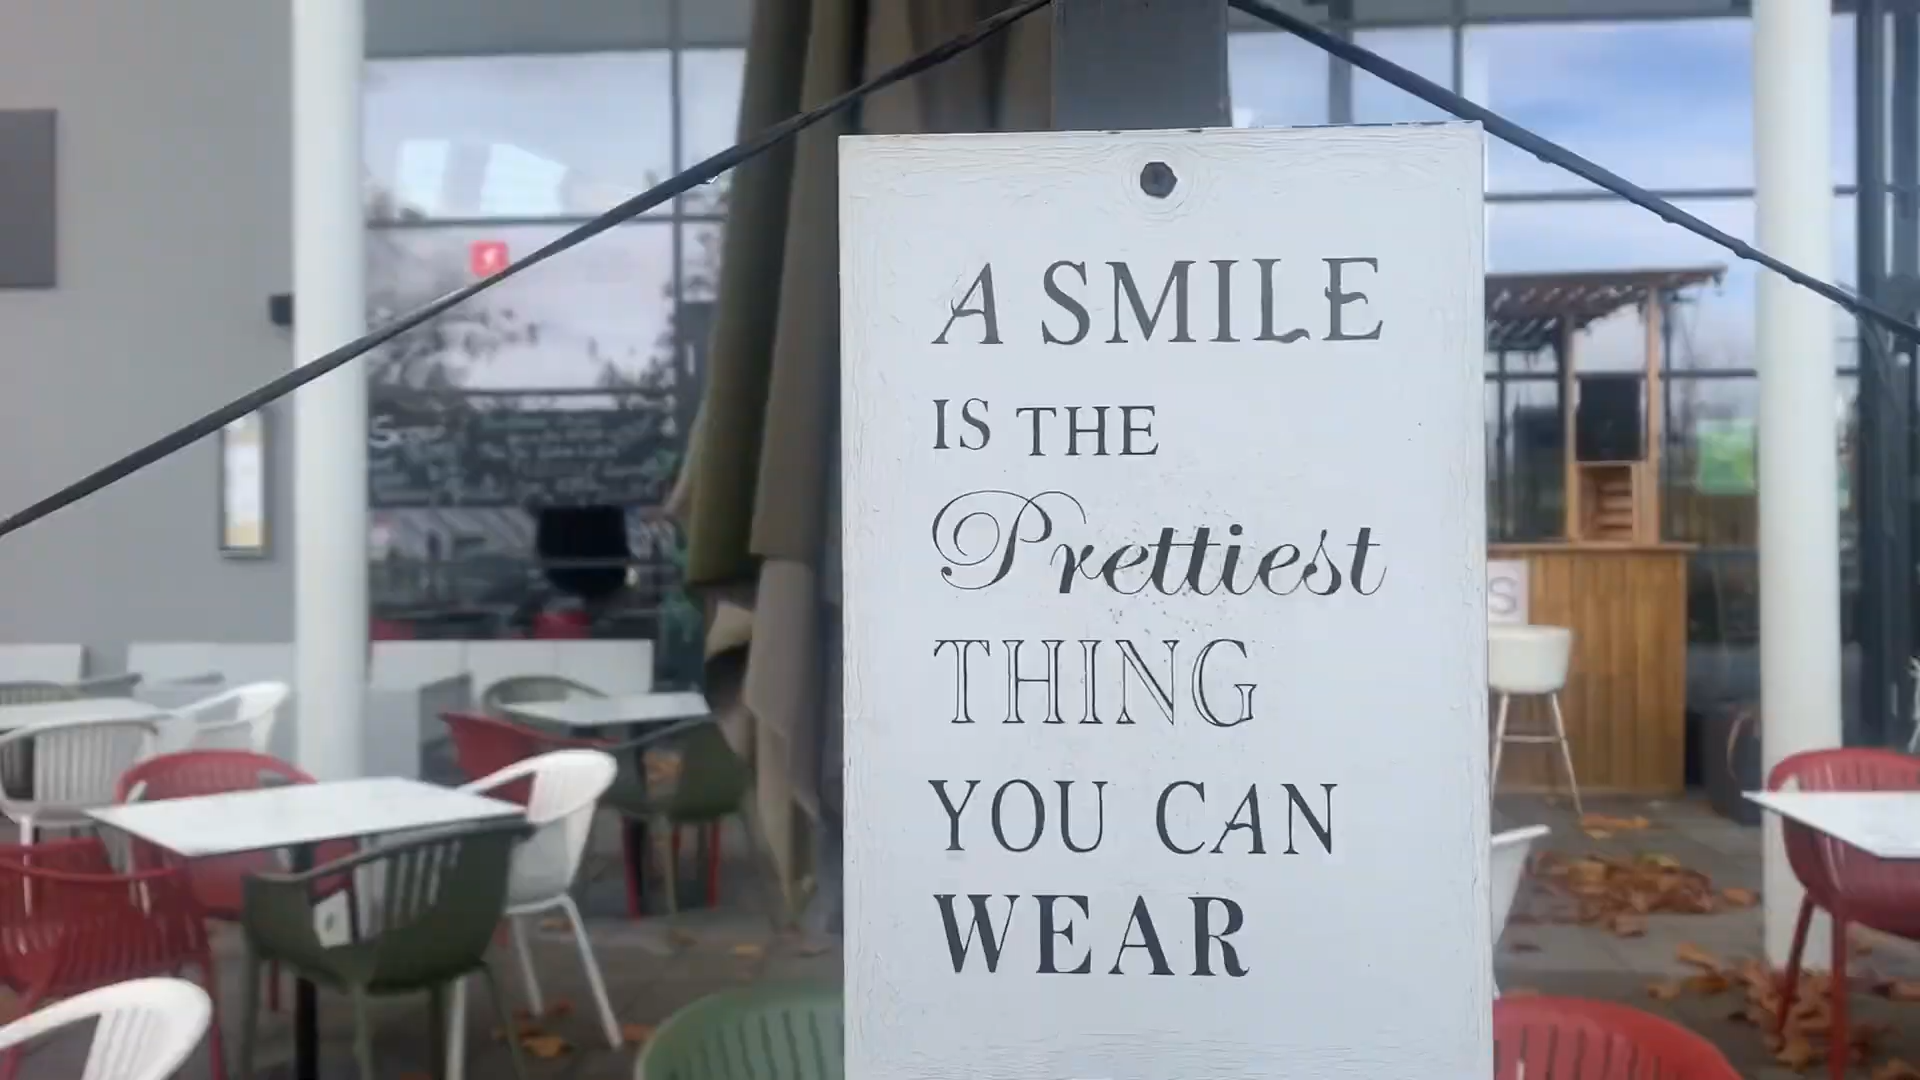 A SMILE
IS THE
Prettiest
THING
YOU CAN
WEAR